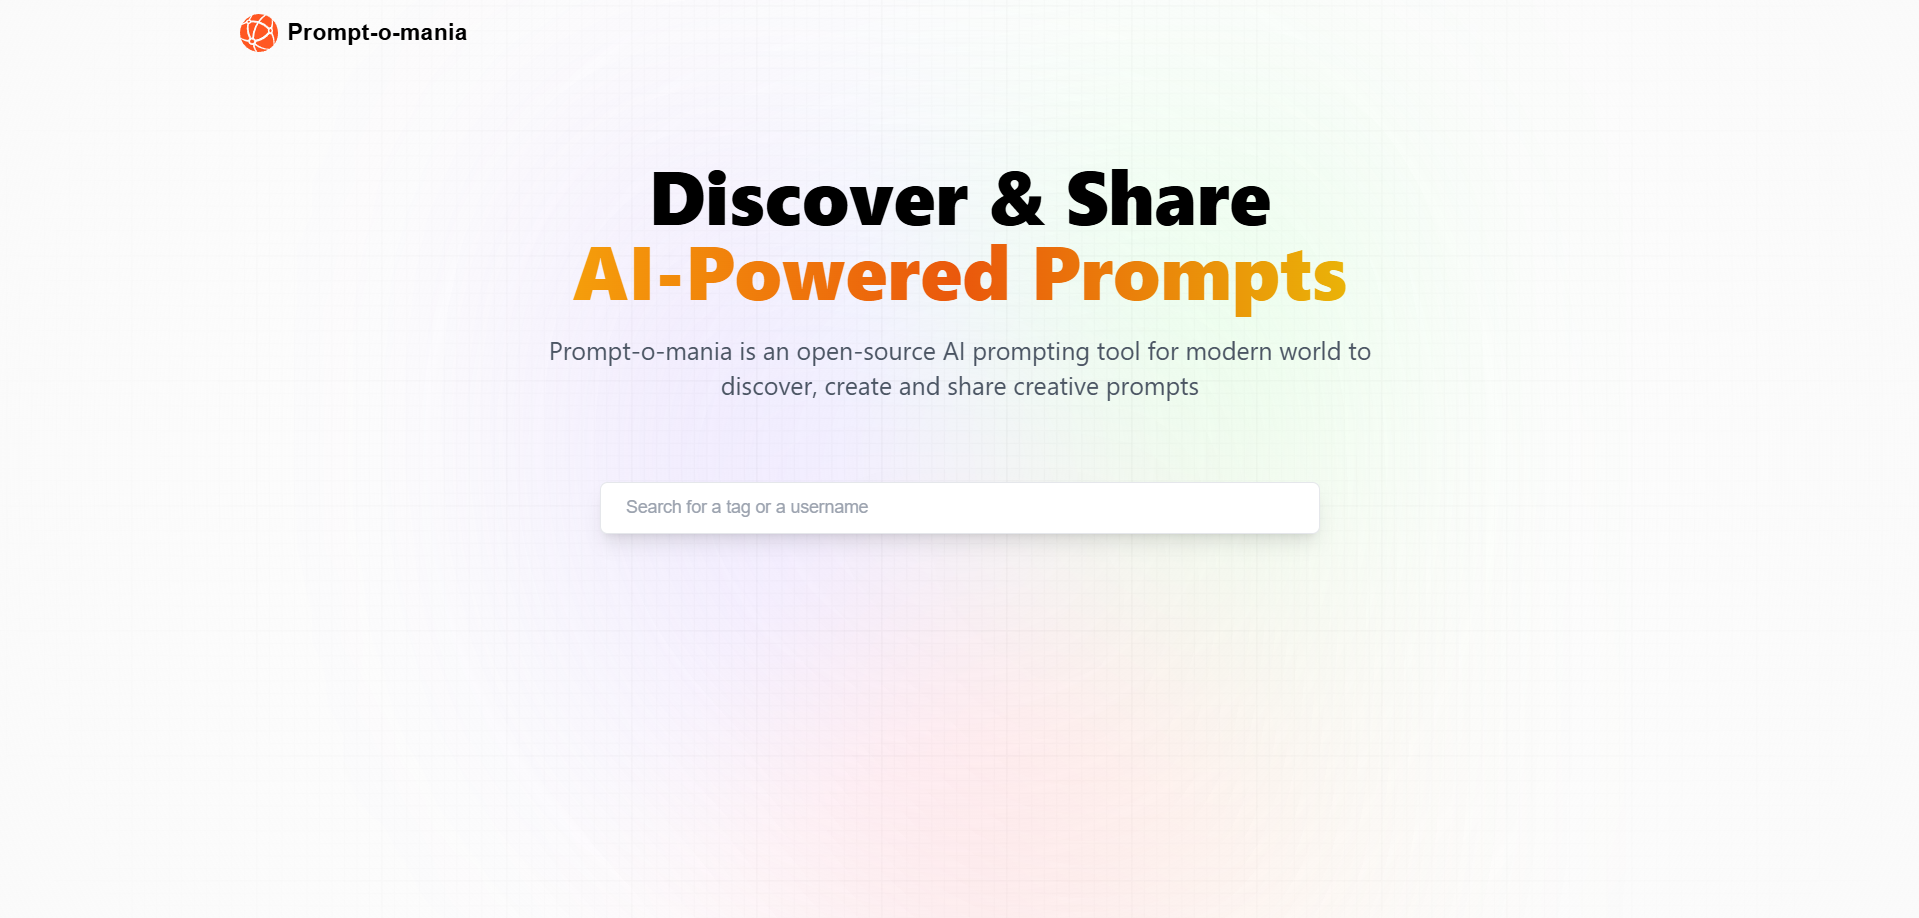 Prompt-o-mania
Discover & Share
AI-Powered Prompts
Prompt-o-mania is an open-source AI prompting tool for modern world to
discover, create and share creative prompts
Search for a tag or a username